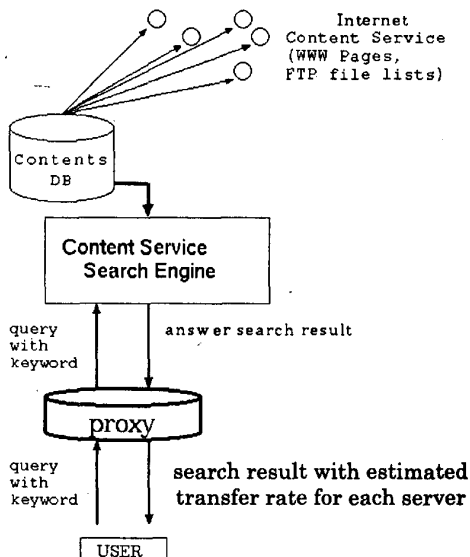 Internet
Content Service
(WWW Pages,
FTP file lists)
Contents
DB
Content Service
Search Engine
query
with
keyword
answer search result
proxy
query
with
keyword
search result with estimated
transfer rate for each server
USER